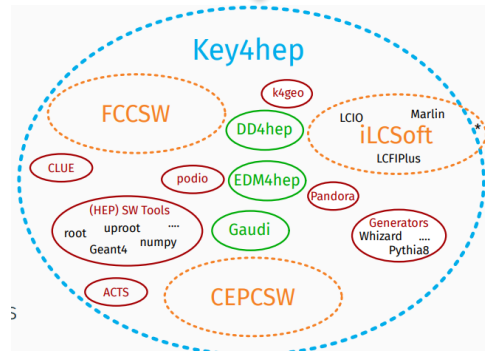 Key4hep
k4geo
FCCSW
DD4hep
LCIO
Marlin
*
iLCSoft
LCFIPlus
CLUE
podio
EDM4hep
Pandora
(HEP) SW Tools
root
uproot
....
Geant4
numpy
Gaudi
Generators
Whizard
....
Pythia8
ACTS
CEPCSW
s